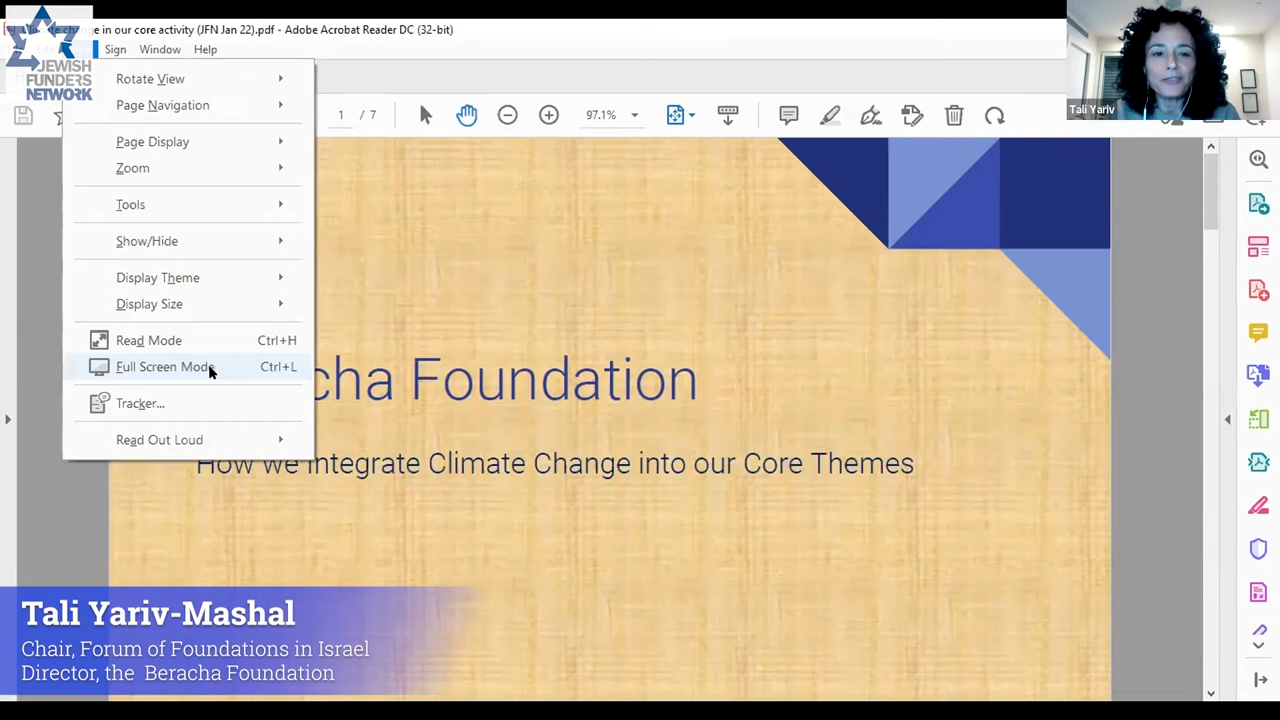 JEWISH
FUNDERS
NETWORK
change in our core activity (JFN Jan 22).pdf - Adobe Acrobat Reader DC (32-bit)
Sign Window Help
Tali Yariv
1 / 7
97.1%
Rotate View
Page Navigation
Page Display
Zoom
Tools
Show/Hide
Display Theme
Display Size
Read Mode Ctrl+H
Full Screen Mode Ctrl+L
Tracker...
Read Out Loud
cha Foundation
How we Integrate Climate Change into our Core Themes
Tali Yariv-Mashal
Chair, Forum of Foundations in Israel
Director, the Beracha Foundation